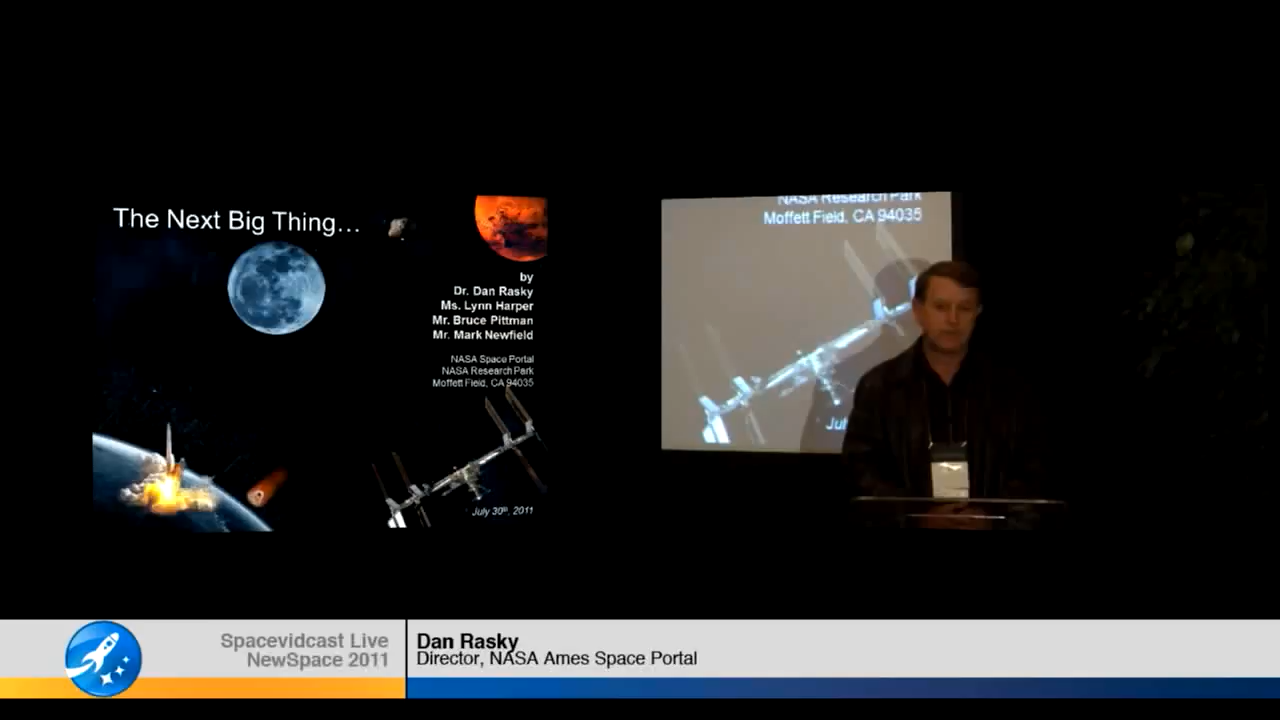 The Next Big Thing...
by
Dr. Dan Rasky
Ms. Lynn Harper
Mr. Bruce Pittman
Mr. Mark Newfield
NASA Space Portal
NASA Research Park
Moffett Field, CA 94035
July 30th, 2011
NASA Research Park
Moffett Field, CA 94035
Jul
Spacevidcast Live
NewSpace 2011
Dan Rasky
Director, NASA Ames Space Portal